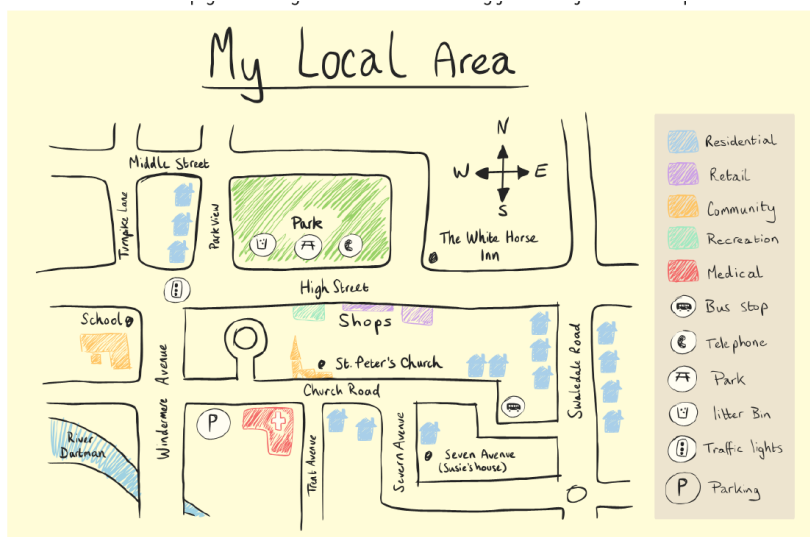 My Local Area
Middle Street
Turnpike Lane
Park View
Park
N
W
E
S
The White Horse
Inn
High Street
School
Shops
St. Peter's Church
Windermere Avenue
Church Road
Swaledale Road
River
Dartman
P
Trent Avenue
Severn Avenue
Seven Avenue
(Susie's house)
Residential
Retail
Community
Recreation
Medical
Bus Stop
Telephone
Park
litter Bin
Traffic lights
P
Parking